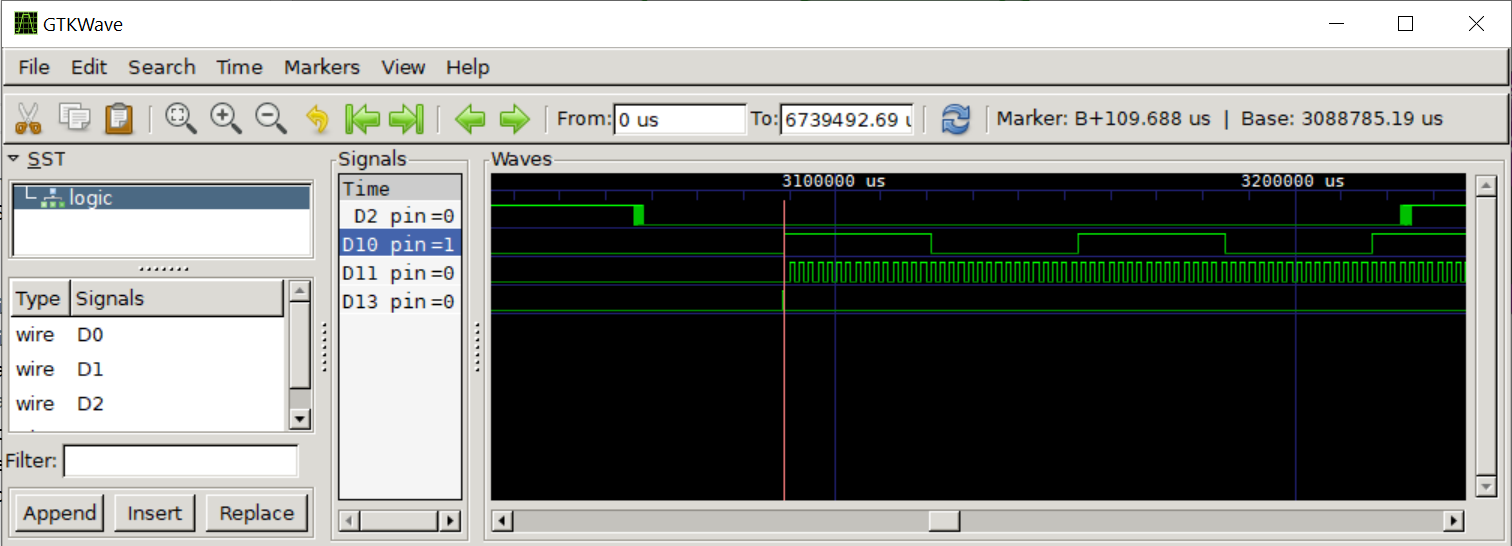 GTKWave
File Edit Search Time Markers View Help
From: 0 us To: 6739492.69 u Marker: B+109.688 us | Base: 3088785.19 us
SST
logic
Type Signals
wire D0
wire D1
wire D2
Filter:
Append Insert Replace
Signals
Time
D2 pin=0
D10 pin=1
D11 pin=0
D13 pin=0
Waves
3100000 us 3200000 us